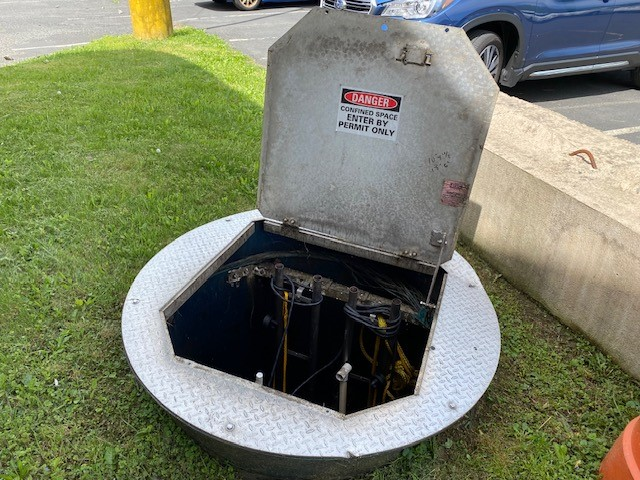 DANGER
CONFINED SPACE
ENTER BY
PERMIT ONLY